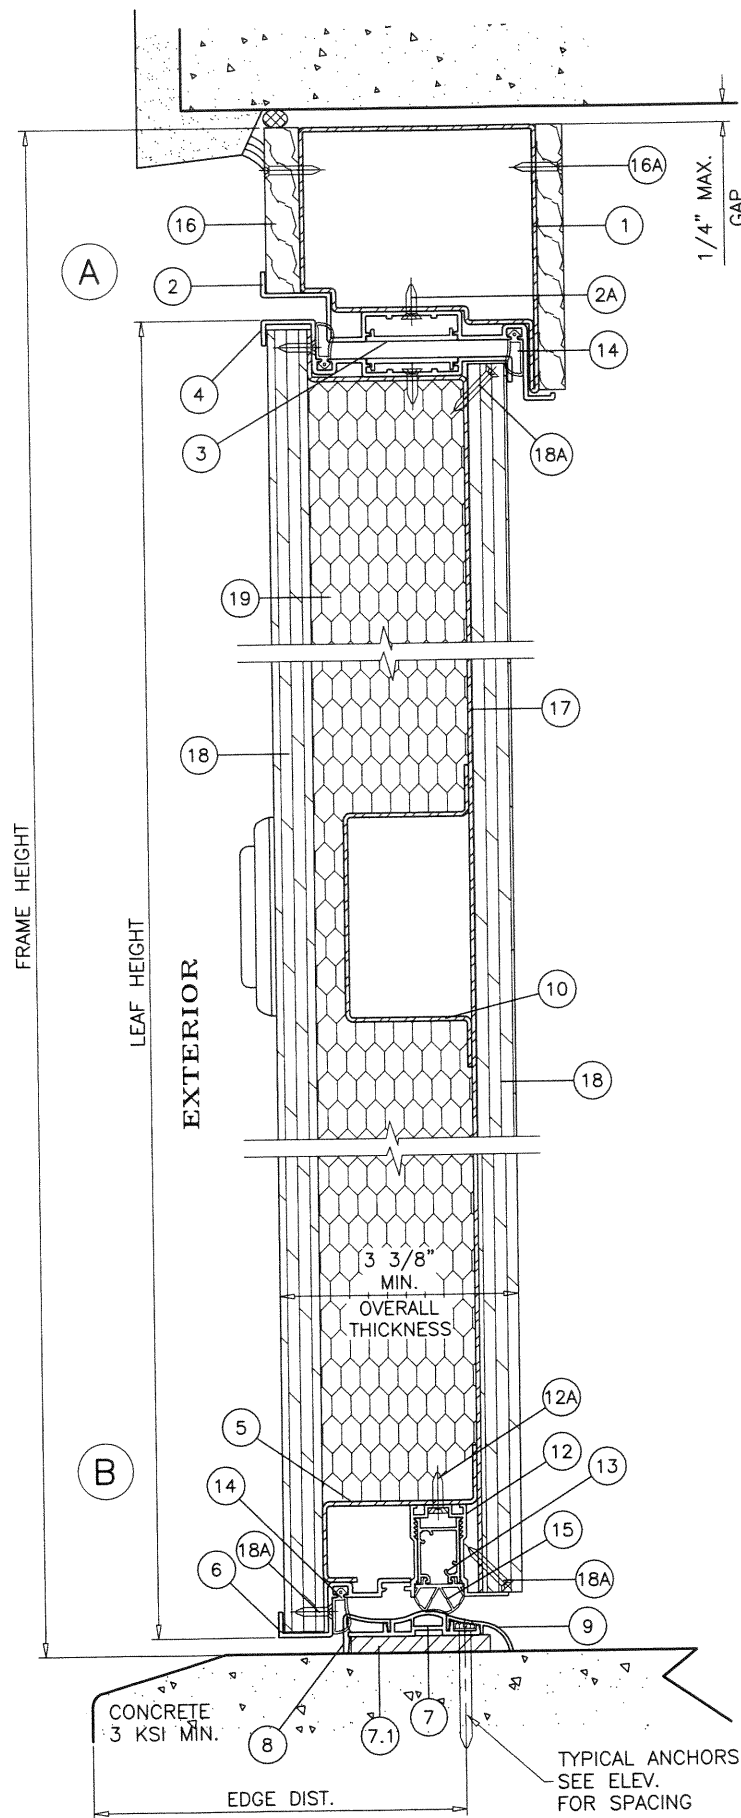 16A
1/4" MAX.
GAP
16
1
A
2
2A
14
4
3
18A
19
17
18
FRAME HEIGHT
LEAF HEIGHT
EXTERIOR
10
18
3 3/8"
MIN.
OVERALL
THICKNESS
12A
5
B
12
13
14
15
18A
6
18A
9
CONCRETE
3 KSI MIN.
8
7.1
7
TYPICAL ANCHORS
SEE ELEV.
FOR SPACING
EDGE DIST.